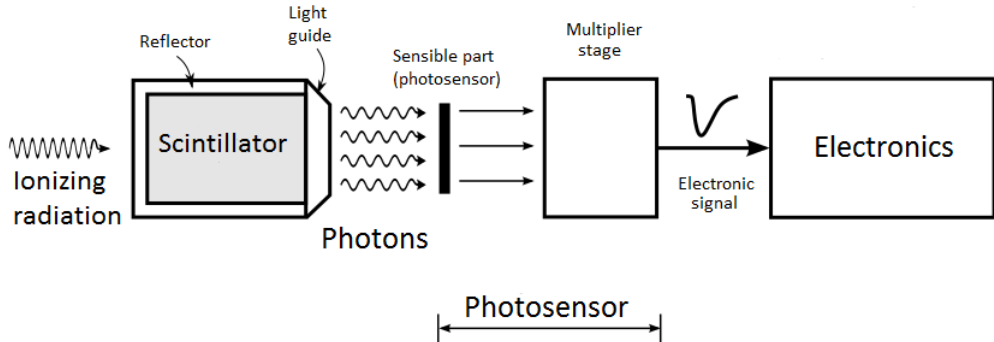 Light
guide
Reflector
Multiplier
stage
Sensible part
(photosensor)
Scintillator
Electronics
Ionizing
radiation
Photons
Electronic
signal
Photosensor